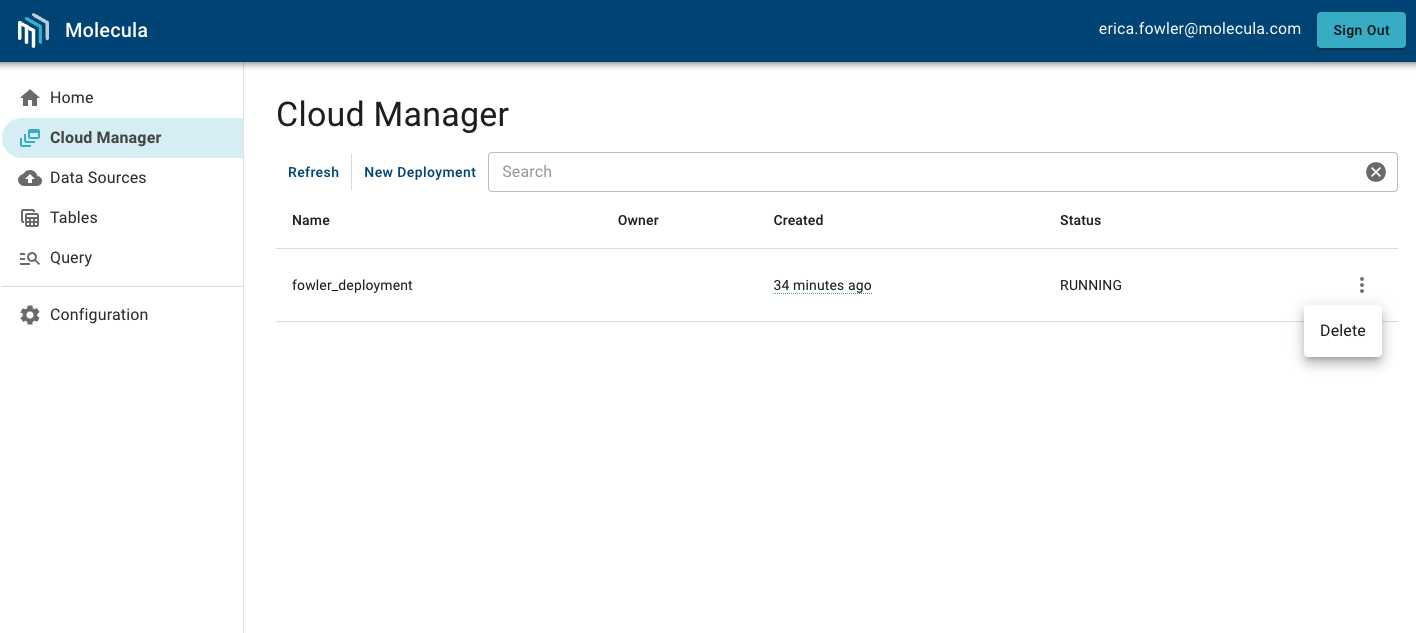 Molecula
erica.fowler@molecula.com
Sign Out
Home
Cloud Manager
Data Sources
Tables
Query
Configuration
Cloud Manager
Refresh
New Deployment
Search
Name Owner Created Status
fowler_deployment 34 minutes ago RUNNING
Delete